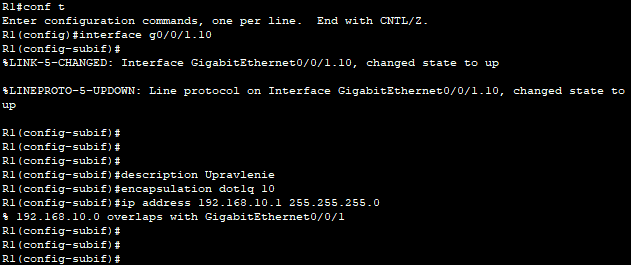 R1#conf t
Enter configuration commands, one per line.  End with CNTL/Z.
R1(config)#interface g0/0/1.10
R1(config-subif)#
%LINK-5-CHANGED: Interface GigabitEthernet0/0/1.10, changed state to up
%LINEPROTO-5-UPDOWN: Line protocol on Interface GigabitEthernet0/0/1.10, changed state to
up
R1(config-subif)#
R1(config-subif)#
R1(config-subif)#
R1(config-subif)#description Upravlenie
R1(config-subif)#encapsulation dot1q 10
R1(config-subif)#ip address 192.168.10.1 255.255.255.0
% 192.168.10.0 overlaps with GigabitEthernet0/0/1
R1(config-subif)#
R1(config-subif)#
R1(config-subif)#